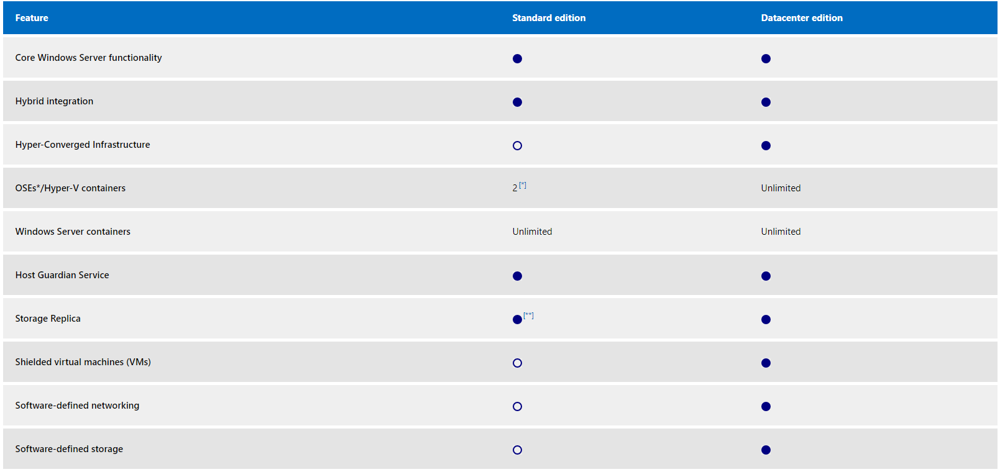 Feature Standard edition Datacenter edition
Core Windows Server functionality
Hybrid integration
Hyper-Converged Infrastructure
OSEs*/Hyper-V containers 2 [*] Unlimited
Windows Server containers Unlimited Unlimited
Host Guardian Service
Storage Replica [**]
Shielded virtual machines (VMs)
Software-defined networking
Software-defined storage